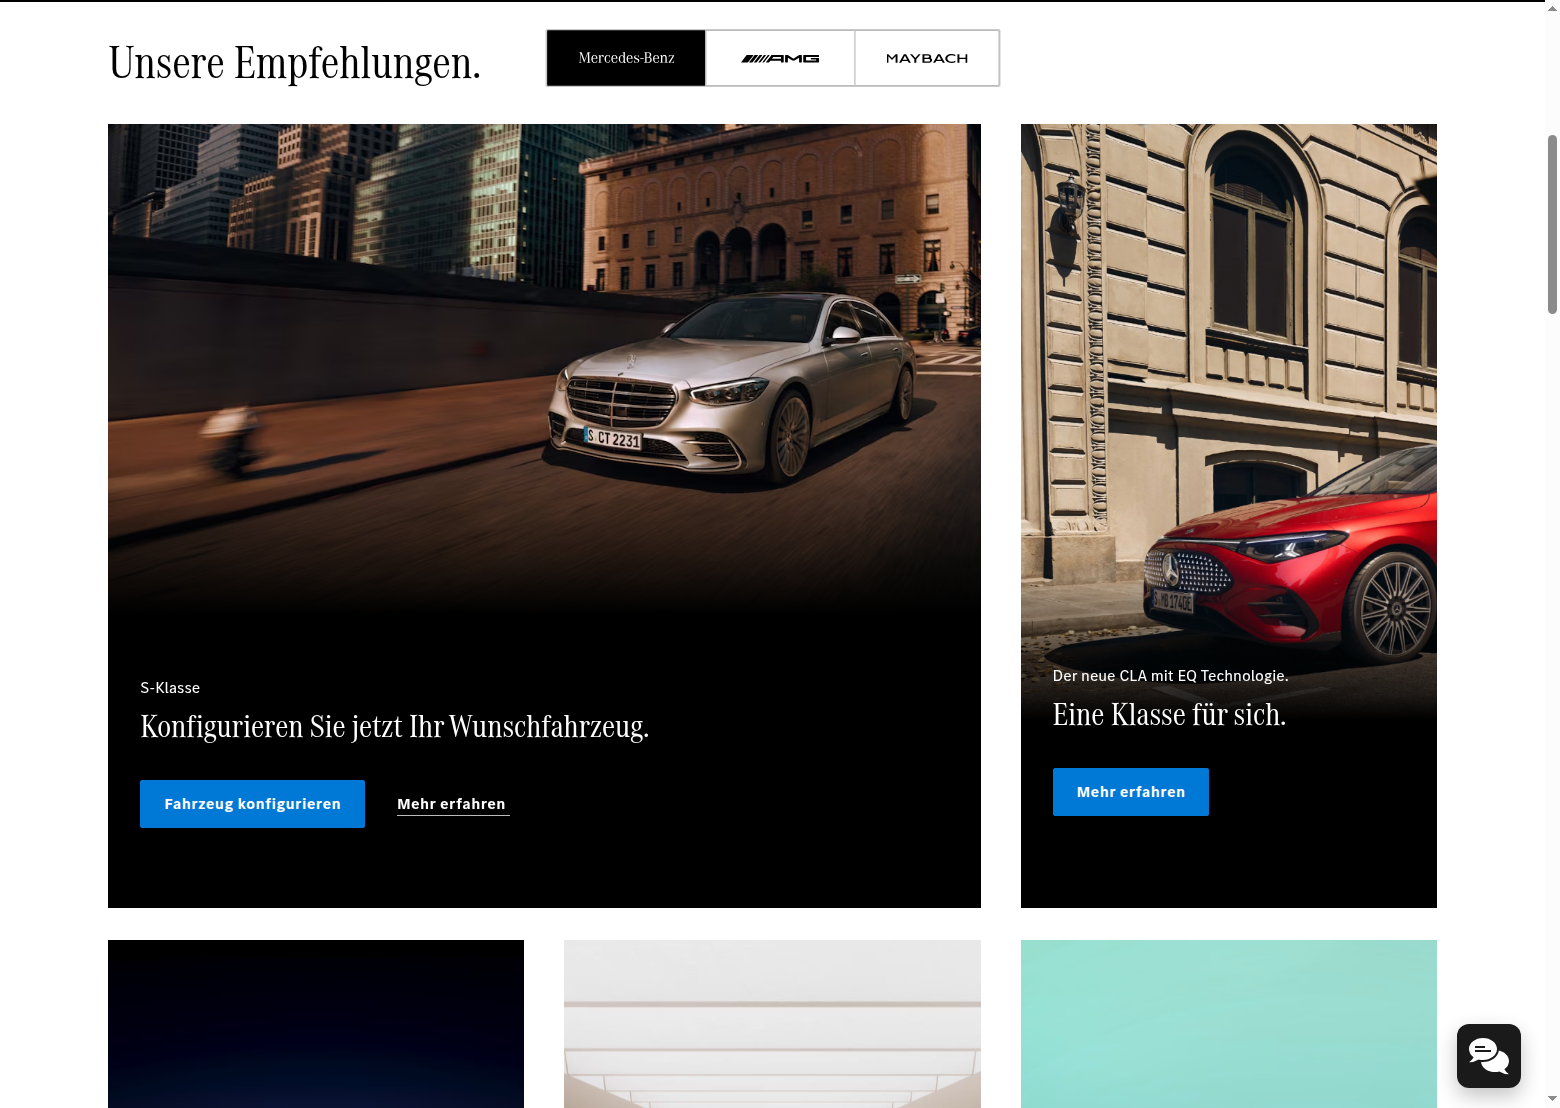 Unsere Empfehlungen.
Mercedes-Benz
AMG
MAYBACH
S CT 2231
S-Klasse
Konfigurieren Sie jetzt Ihr Wunschfahrzeug.
Fahrzeug konfigurieren
Mehr erfahren
S MB 1740E
Der neue CLA mit EQ Technologie.
Eine Klasse für sich.
Mehr erfahren